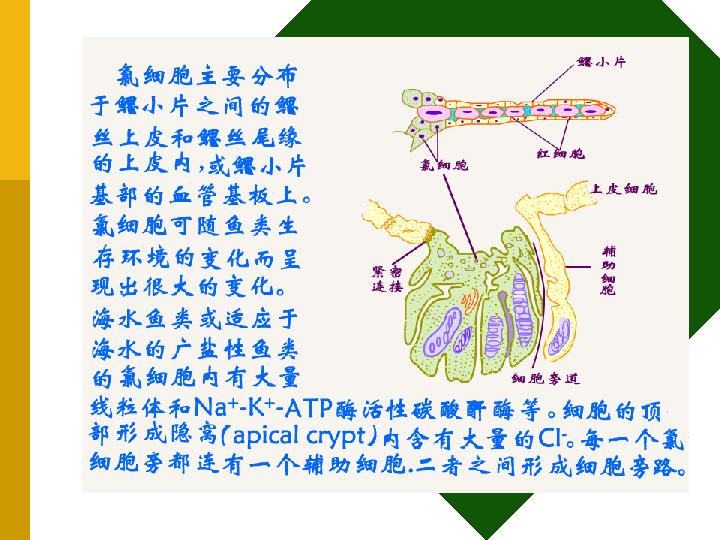 氯细胞主要分布
于鳃小片之间的鳃
丝上皮和鳃丝尾缘
的上皮内,或鳃小片
基部的血管基板上。
氯细胞可随鱼类生
存环境的变化而呈
现出很大的变化。
海水鱼类或适应于
海水的广盐性鱼类
的氯细胞内有大量
线粒体和Na+-K+-ATP酶活性碳酸酐酶等。细胞的顶
部形成隐窝(apical crypt)内含有大量的Cl-。每一个氯
细胞旁都连有一个辅助细胞.二者之间形成细胞旁路。
鳃小片
氯细胞
红细胞
上皮细胞
紧密
连接
辅
助
细
胞
细胞旁道